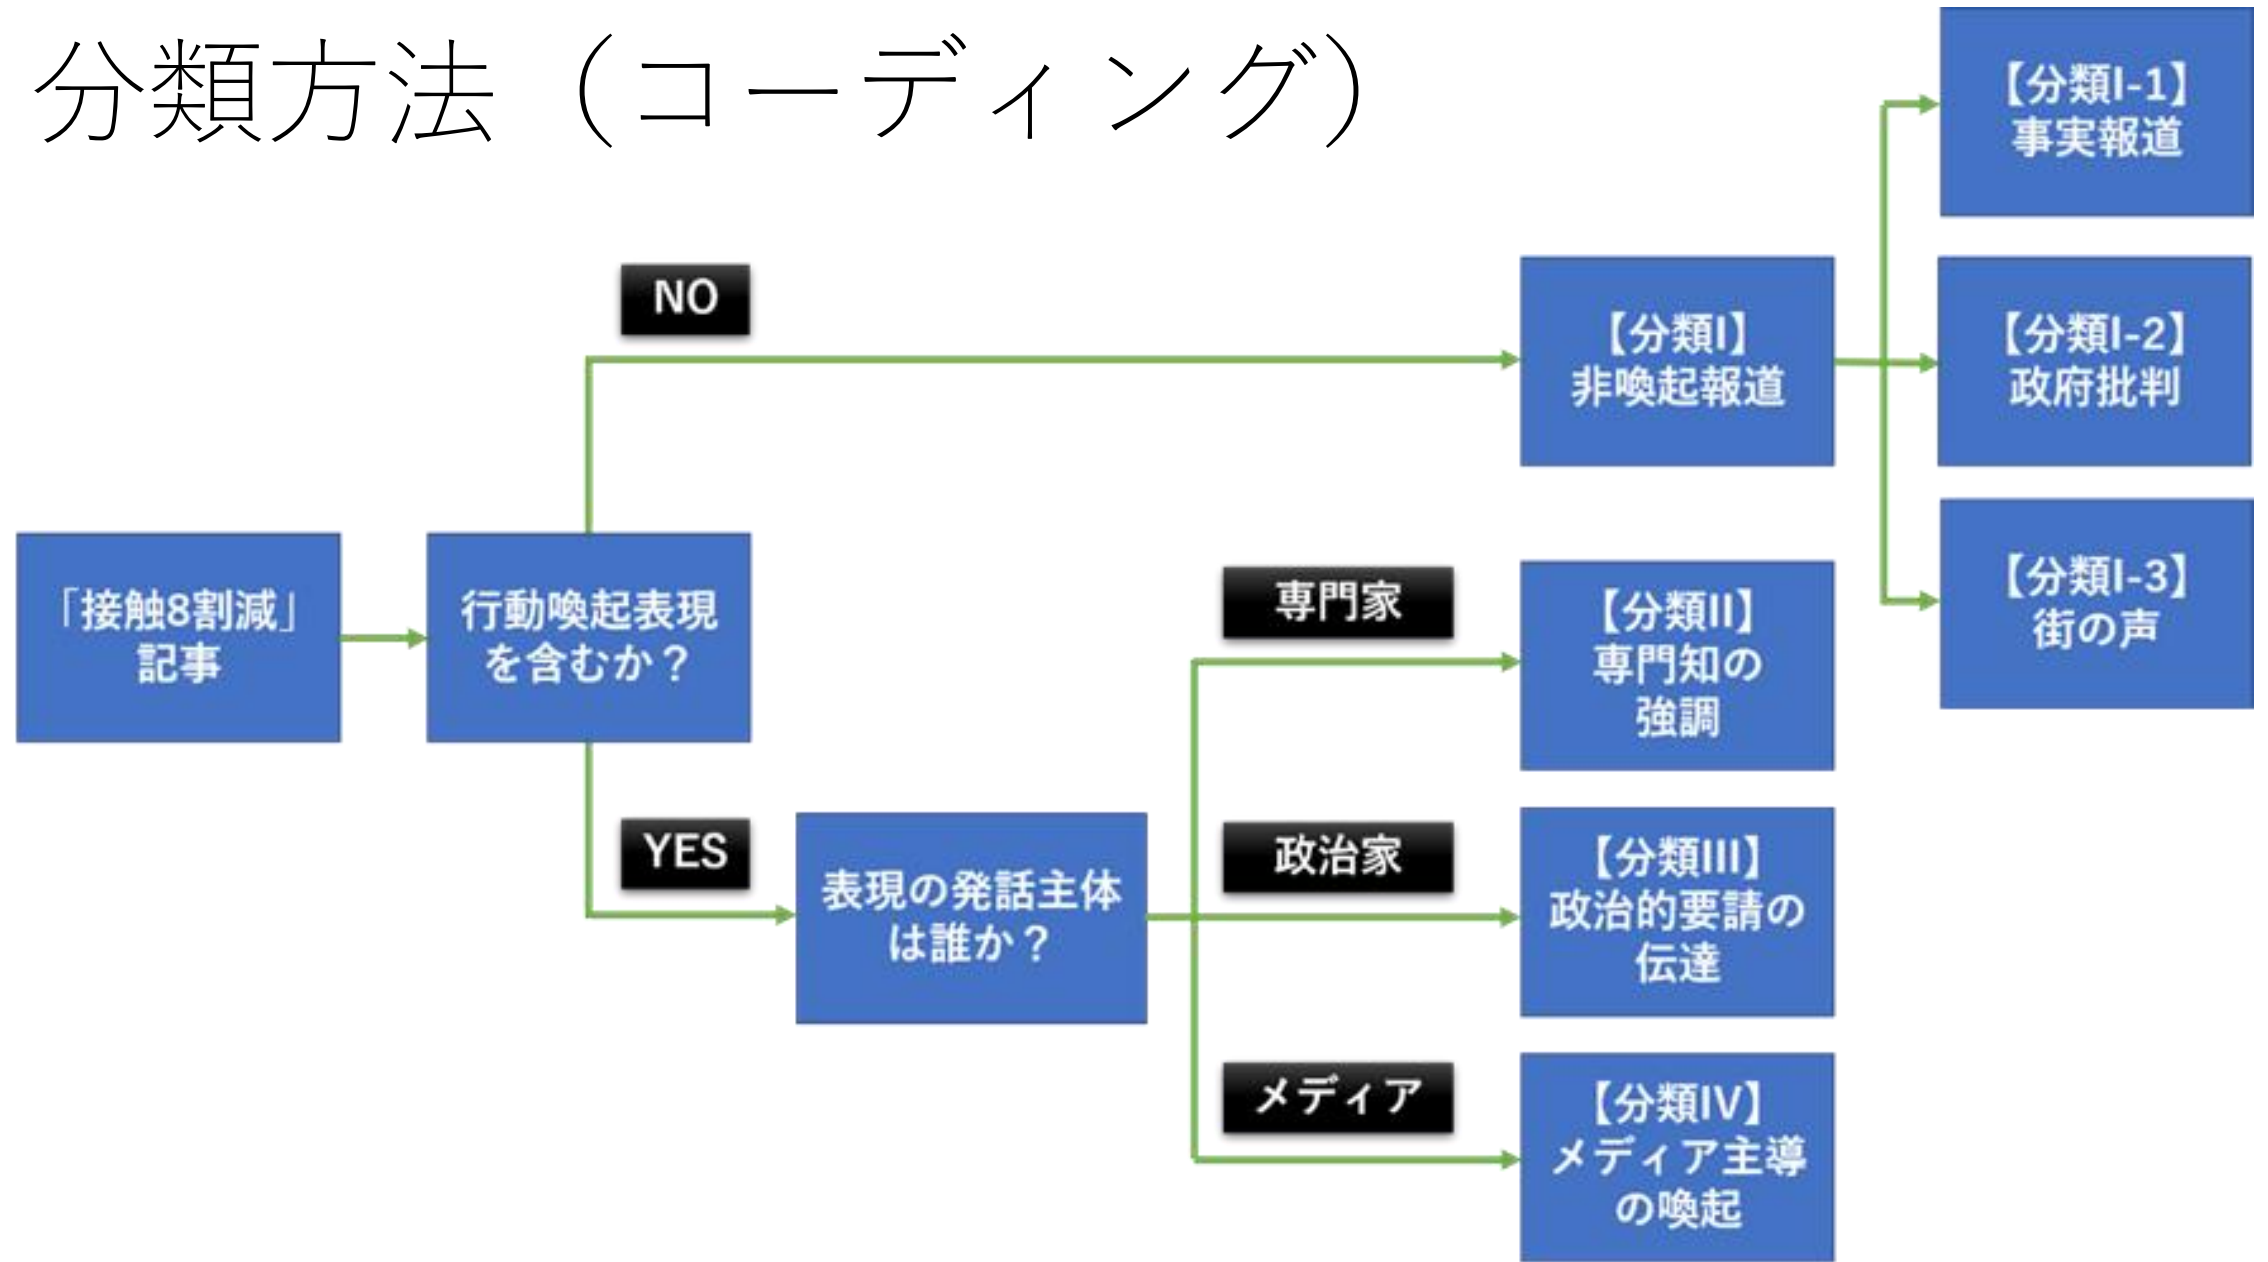 分類方法（コーディング）
【分類I-1】
事実報道
NO
【分類I】
非喚起報道
【分類I-2】
政府批判
【分類I-3】
街の声
「接触8割減」
記事
行動喚起表現
を含むか？
専門家
【分類II】
専門知の
強調
YES
表現の発話主体
は誰か？
政治家
【分類III】
政治的要請の
伝達
メディア
【分類IV】
メディア主導
の喚起